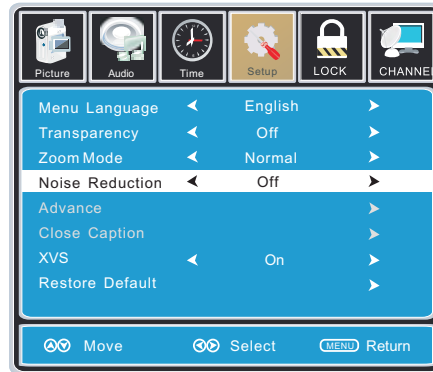 Picture Audio Time Setup LOCK CHANNE
Menu Language English
Transparency Off
Zoom Mode Normal
Noise Reduction Off
Advance
Close Caption
XVS On
Restore Default
Move Select MENU Return